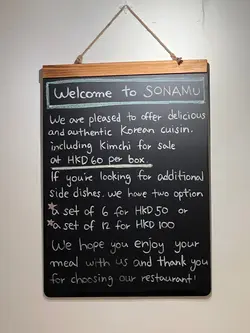 Welcome to SONAMU
We are pleased to offer delicious
and authentic Korean cuisin.
including Kimchi for sale
at HKD 60 per box.
If you're looking for additional
side dishes. we have two option
*a set of 6 for HKD 50 or
*a set of 12 for HKD 100
We hope you enjoy your
meal with us and thank you
for choosing our restaurant!